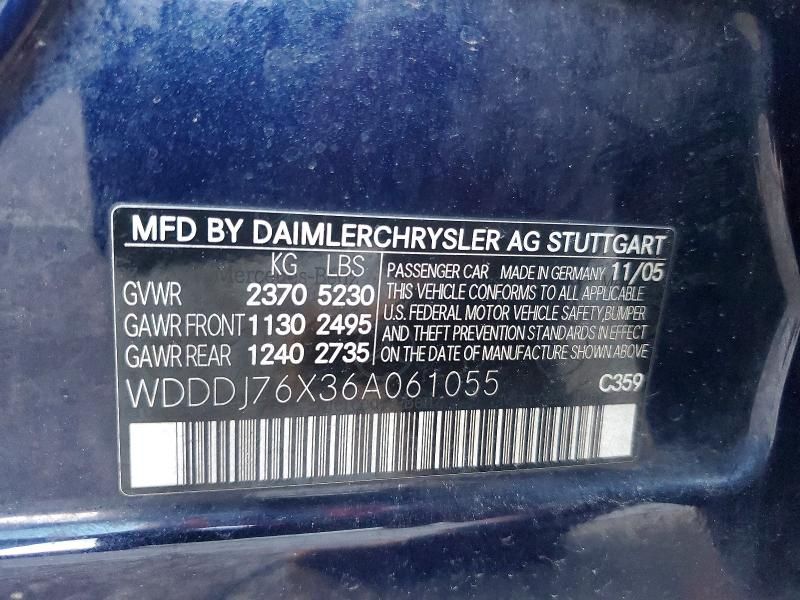 MFD BY DAIMLERCHRYSLER AG STUTTGART
KG LBS
GVWR 2370 5230
GAWR FRONT 1130 2495
GAWR REAR 1240 2735
PASSENGER CAR MADE IN GERMANY 11/05
THIS VEHICLE CONFORMS TO ALL APPLICABLE
U.S. FEDERAL MOTOR VEHICLE SAFETY, BUMPER
AND THEFT PREVENTION STANDARDS IN EFFECT
ON THE DATE OF MANUFACTURE SHOWN ABOVE
WDDDJ76X36A061055 C359